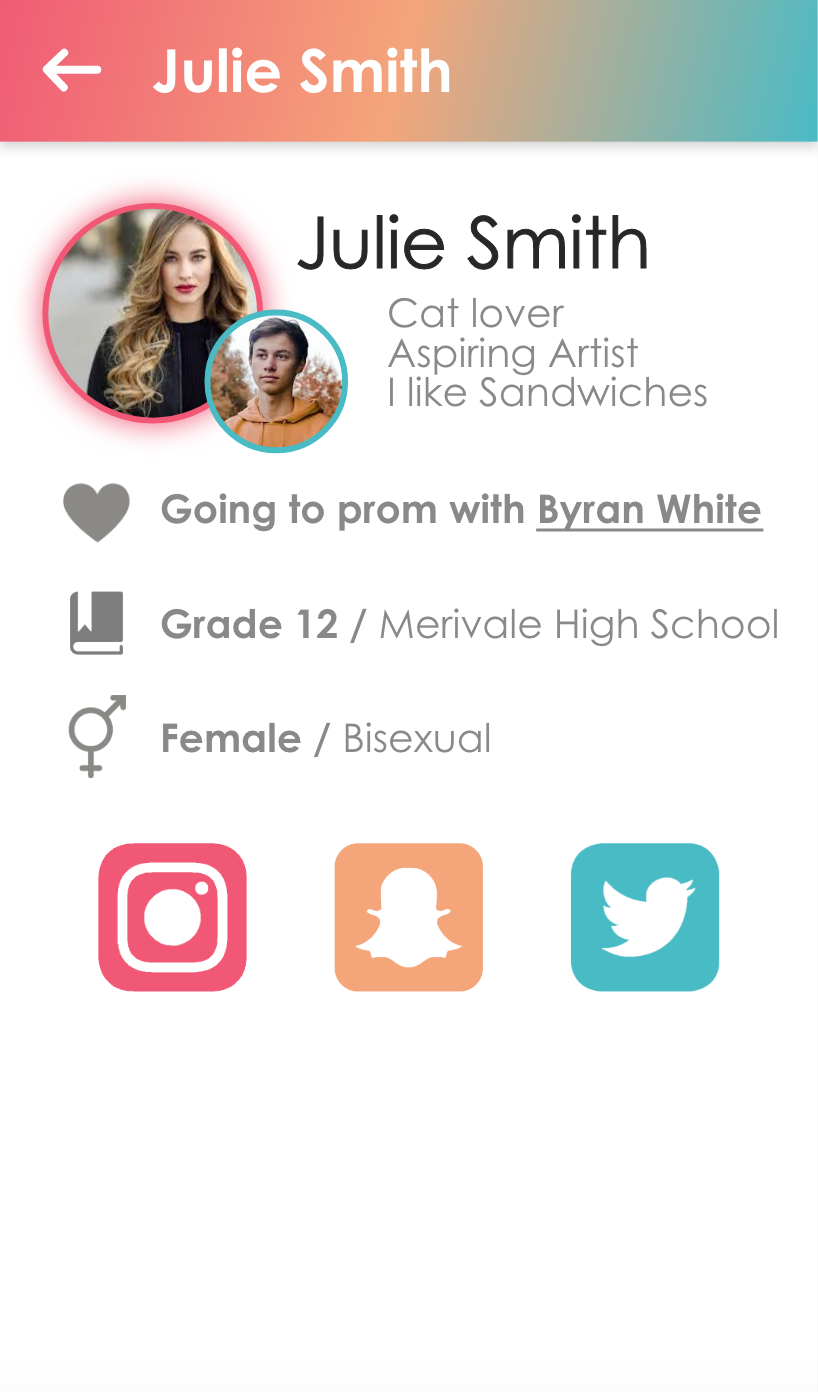 Julie Smith
Julie Smith
Cat lover
Aspiring Artist
I like Sandwiches
Going to prom with Byran White
Grade 12 / Merivale High School
Female / Bisexual